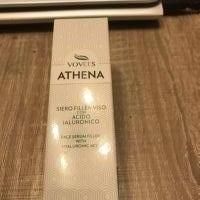 VOVEES
ATHENA
SIERO FILLER VISO
CON
ACIDO
IALURONICO
FACE SERUM FILLER
WITH
HYALURONIC ACID